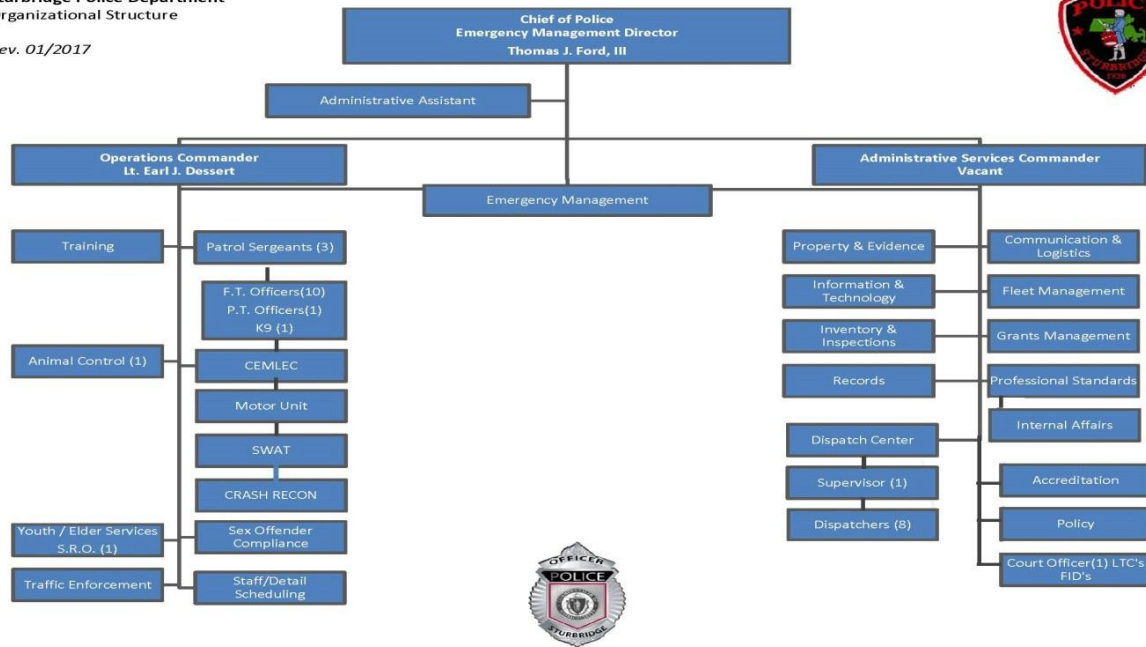 Police Department
Organizational Structure
01/2017
Chief of Police
Emergency Management Director
Thomas J. Ford, III
POLICE
STURBRIDGE
Administrative Assistant
Operations Commander
Lt. Earl J. Dessert
Administrative Services Commander
Vacant
Emergency Management
Training
Patrol Sergeants (3)
F.T. Officers(10)
P.T. Officers(1)
K9 (1)
Animal Control (1)
CEMLEC
Motor Unit
SWAT
CRASH RECON
Youth / Elder Services
S.R.O. (1)
Sex Offender
Compliance
Traffic Enforcement
Staff/Detail
Scheduling
Property & Evidence
Communication &
Logistics
Information &
Technology
Fleet Management
Inventory &
Inspections
Grants Management
Records
Professional Standards
Internal Affairs
Dispatch Center
Supervisor (1)
Accreditation
Dispatchers (8)
Policy
Court Officer(1) LTC's
FID's
OFFICER
POLICE
STURBRIDGE